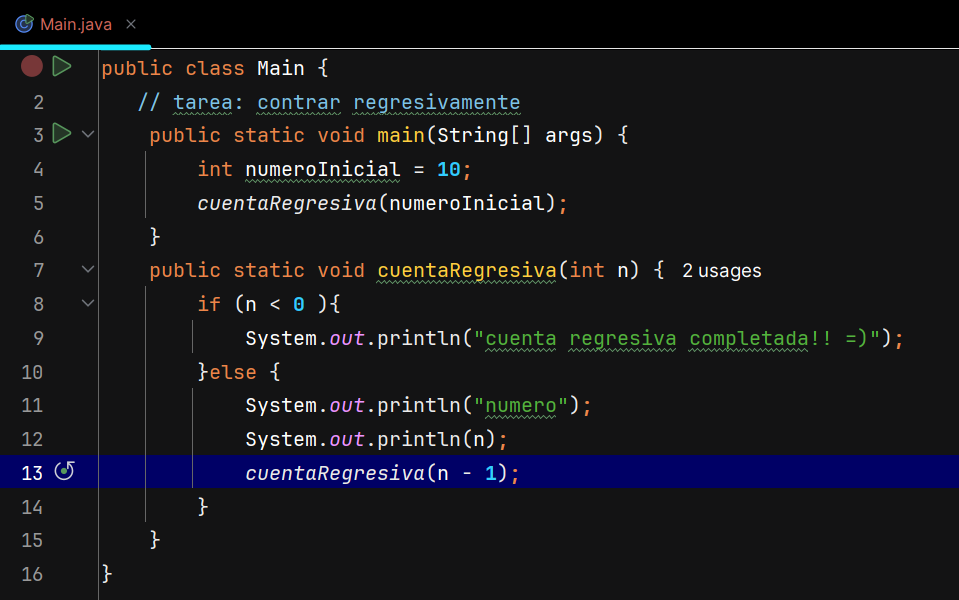 Main.java
public class Main {
2 // tarea: contrar regresivamente
3 public static void main(String[] args) {
4 int numeroInicial = 10;
5 cuentaRegresiva(numeroInicial);
6 }
7 public static void cuentaRegresiva(int n) { 2 usages
8 if (n < 0 ){
9 System.out.println("cuenta regresiva completada!! =)");
10 }else {
11 System.out.println("numero");
12 System.out.println(n);
13 cuentaRegresiva(n - 1);
14 }
15 }
16 }